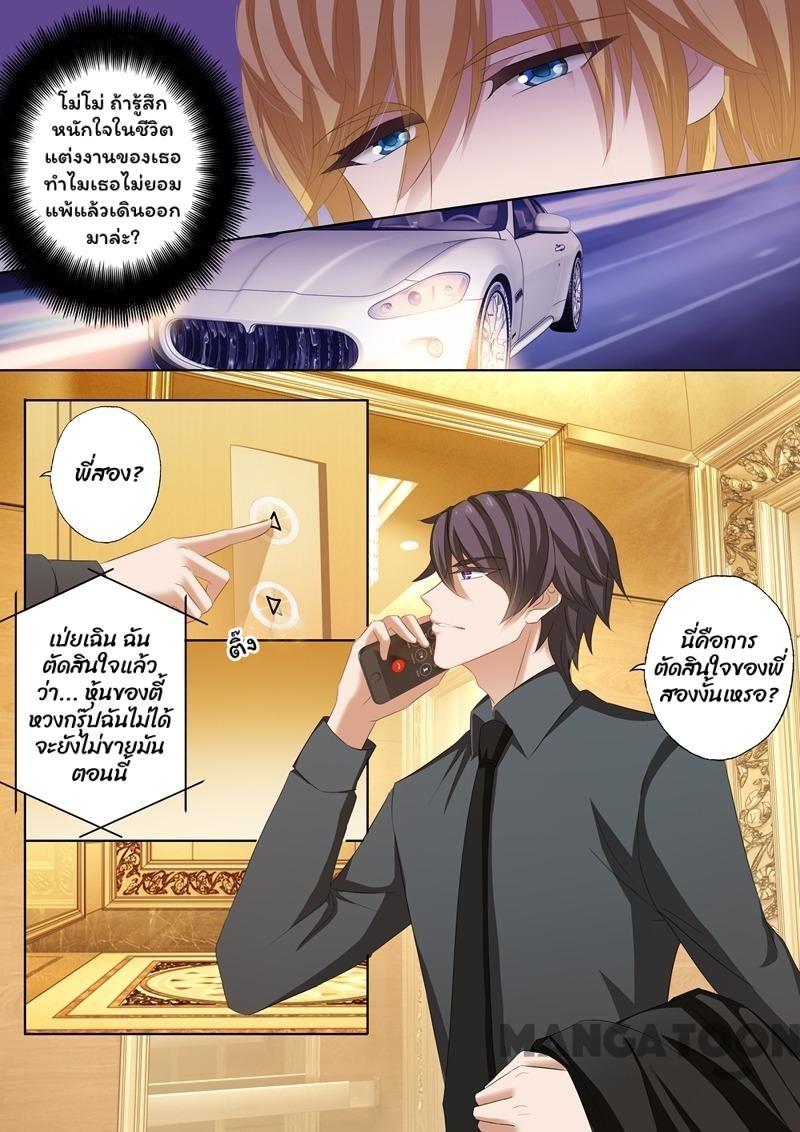 โม่โม่ ถ้ารู้สึก
หนักใจในชีวิต
แต่งงานของเธอ
ทำไมเธอไม่ยอม
แพ้แล้วเดินออก
มาล่ะ?
พี่สอง?
ติ๊ง
เป่ยเฉิน ฉัน
ตัดสินใจแล้ว
ว่า... หุ้นของตี้
หวงกรุ๊ปฉันไม่ได้
จะยังไม่ขายมัน
ตอนนี้
นี่คือการ
ตัดสินใจของพี่
สองงั้นเหรอ?
MANGATOON